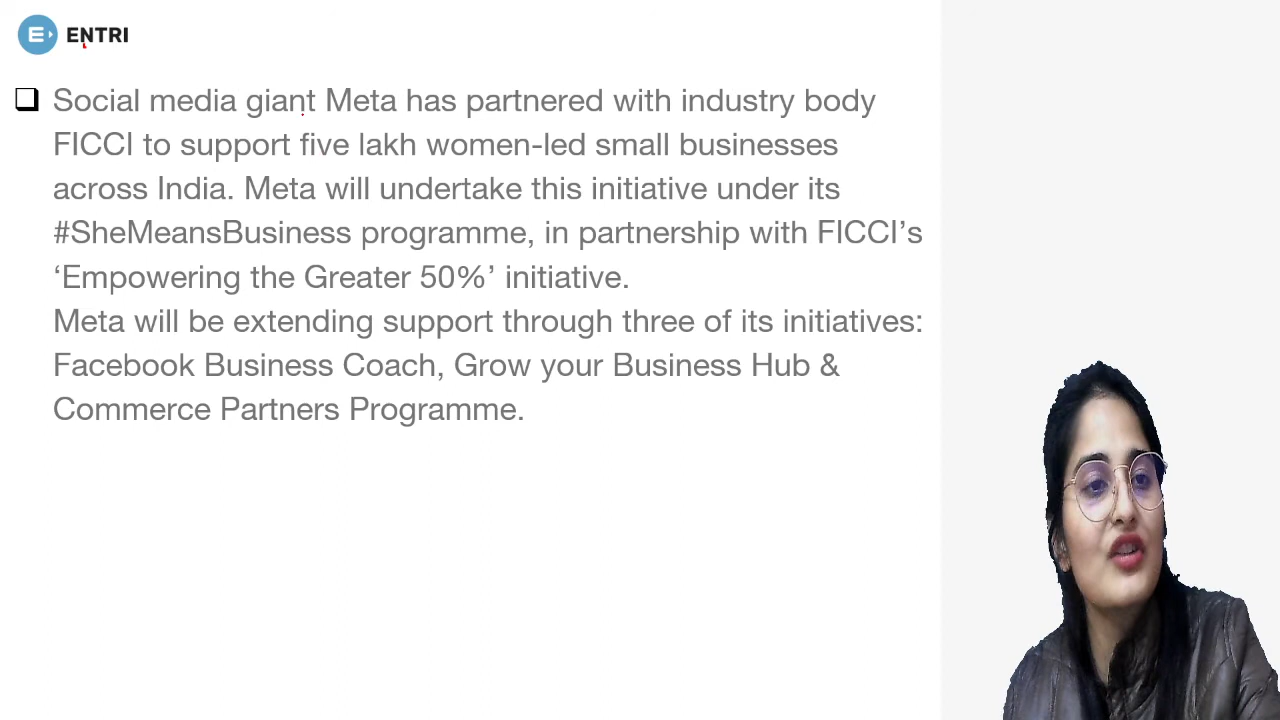 ENTRI
Social media giant Meta has partnered with industry body
FICCI to support five lakh women-led small businesses
across India. Meta will undertake this initiative under its
#SheMeansBusiness programme, in partnership with FICCI’s
‘Empowering the Greater 50%’ initiative.
Meta will be extending support through three of its initiatives:
Facebook Business Coach, Grow your Business Hub &
Commerce Partners Programme.